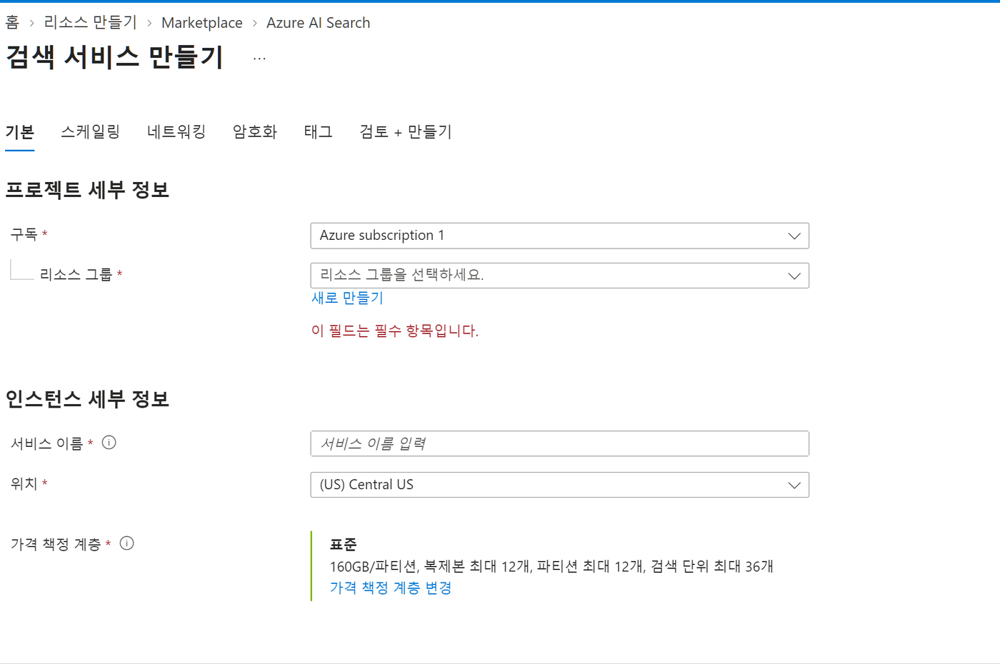 홈 > 리소스 만들기 > Marketplace > Azure AI Search
검색 서비스 만들기 ...
기본 스케일링 네트워킹 암호화 태그 검토 + 만들기
프로젝트 세부 정보
구독 * Azure subscription 1
리소스 그룹 * 리소스 그룹을 선택하세요.
새로 만들기
이 필드는 필수 항목입니다.
인스턴스 세부 정보
서비스 이름 * 서비스 이름 입력
위치 * (US) Central US
가격 책정 계층 * 표준
160GB/파티션, 복제본 최대 12개, 파티션 최대 12개, 검색 단위 최대 36개
가격 책정 계층 변경